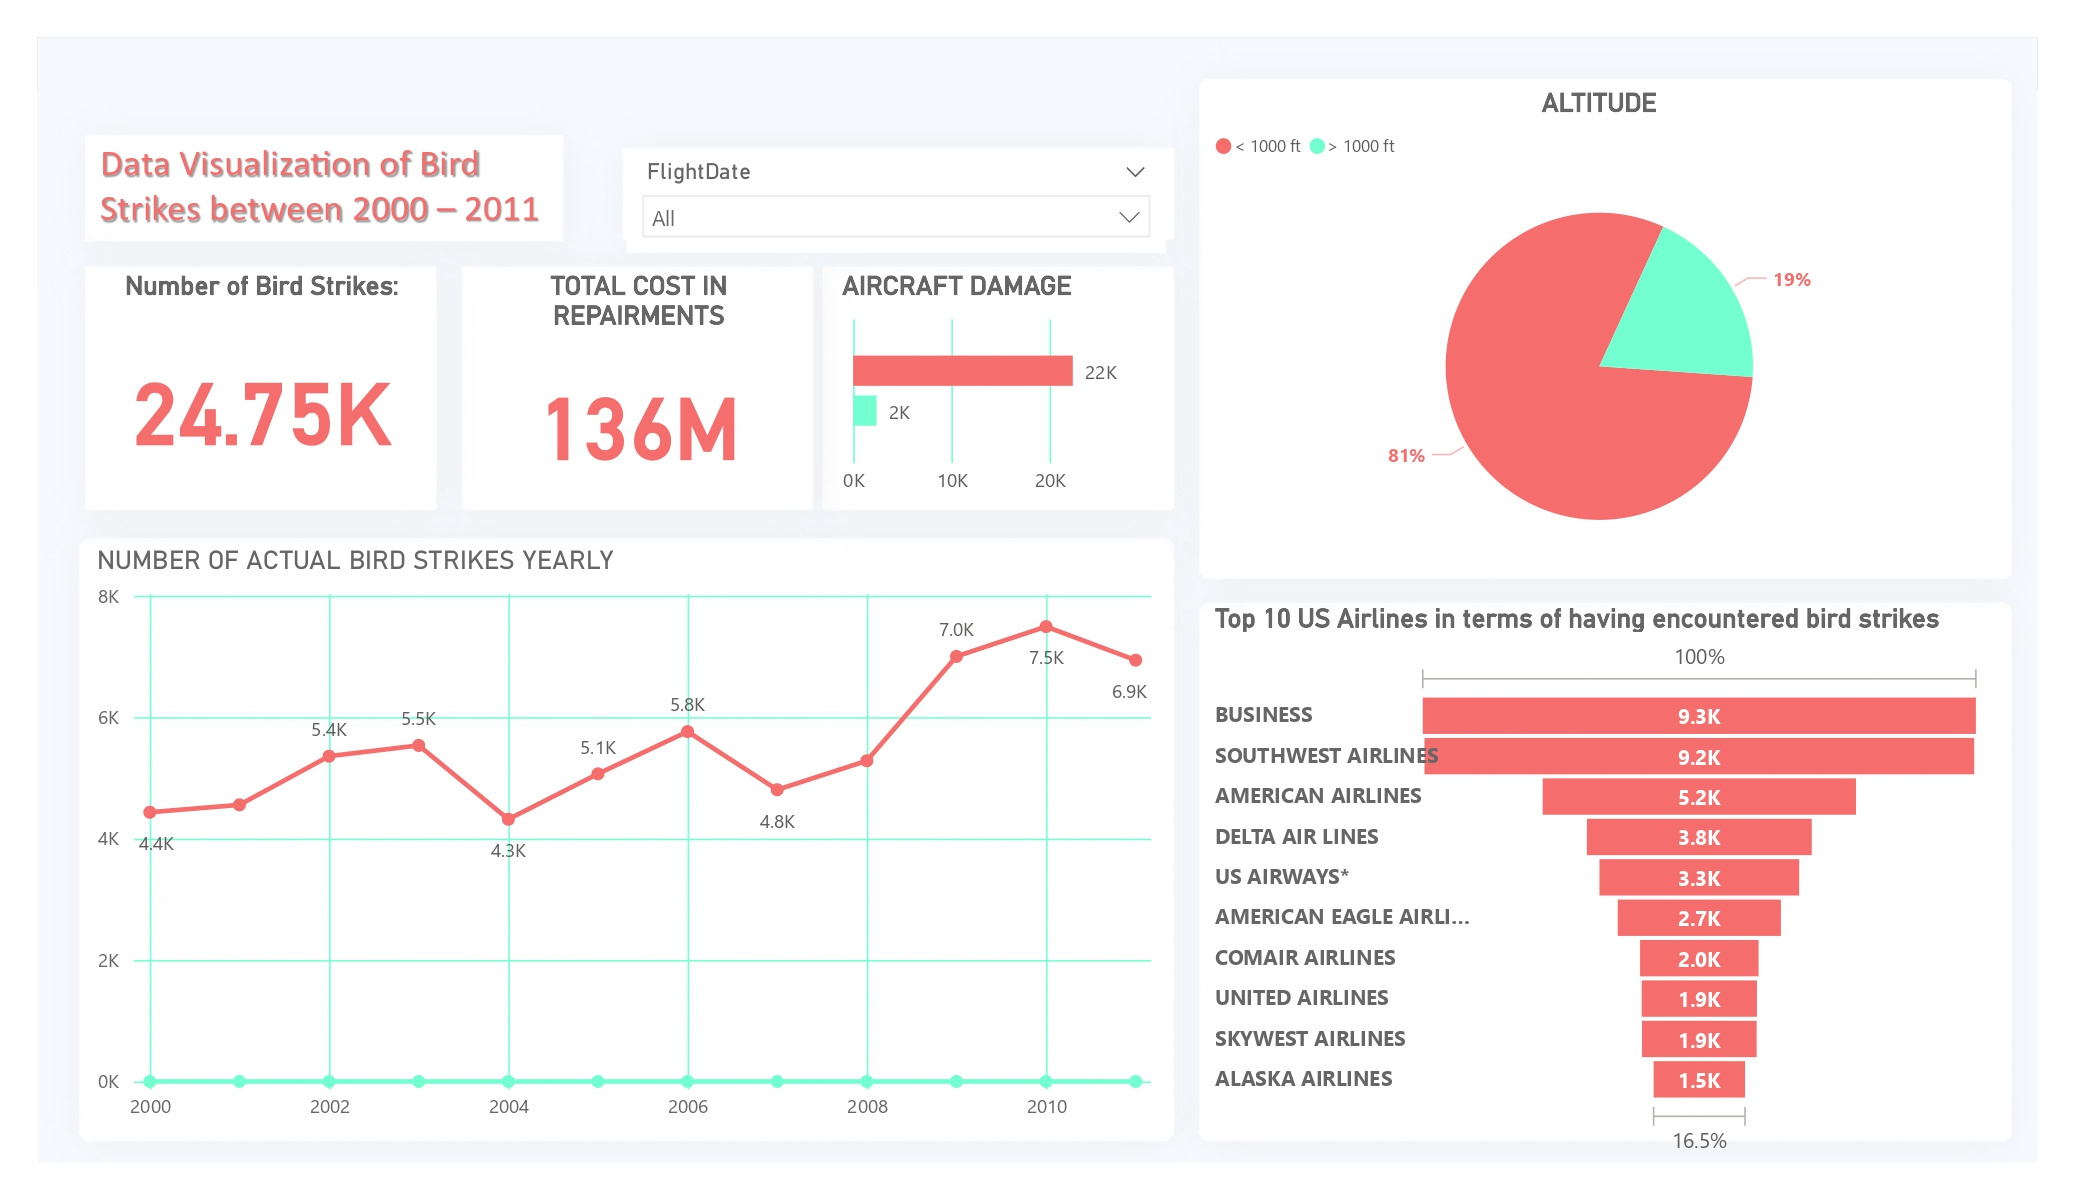 Data Visualization of Bird
Strikes between 2000 – 2011
FlightDate
All
Number of Bird Strikes:
24.75K
TOTAL COST IN
REPAIRMENTS
136M
AIRCRAFT DAMAGE
22K
2K
0K 10K 20K
NUMBER OF ACTUAL BIRD STRIKES YEARLY
8K
6K
4K
2K
0K
4.4K
5.4K
5.5K
4.3K
5.1K
5.8K
4.8K
7.0K
7.5K
6.9K
2000 2002 2004 2006 2008 2010
ALTITUDE
< 1000 ft > 1000 ft
19%
81%
Top 10 US Airlines in terms of having encountered bird strikes
100%
BUSINESS 9.3K
SOUTHWEST AIRLINES 9.2K
AMERICAN AIRLINES 5.2K
DELTA AIR LINES 3.8K
US AIRWAYS* 3.3K
AMERICAN EAGLE AIRLI... 2.7K
COMAIR AIRLINES 2.0K
UNITED AIRLINES 1.9K
SKYWEST AIRLINES 1.9K
ALASKA AIRLINES 1.5K
16.5%